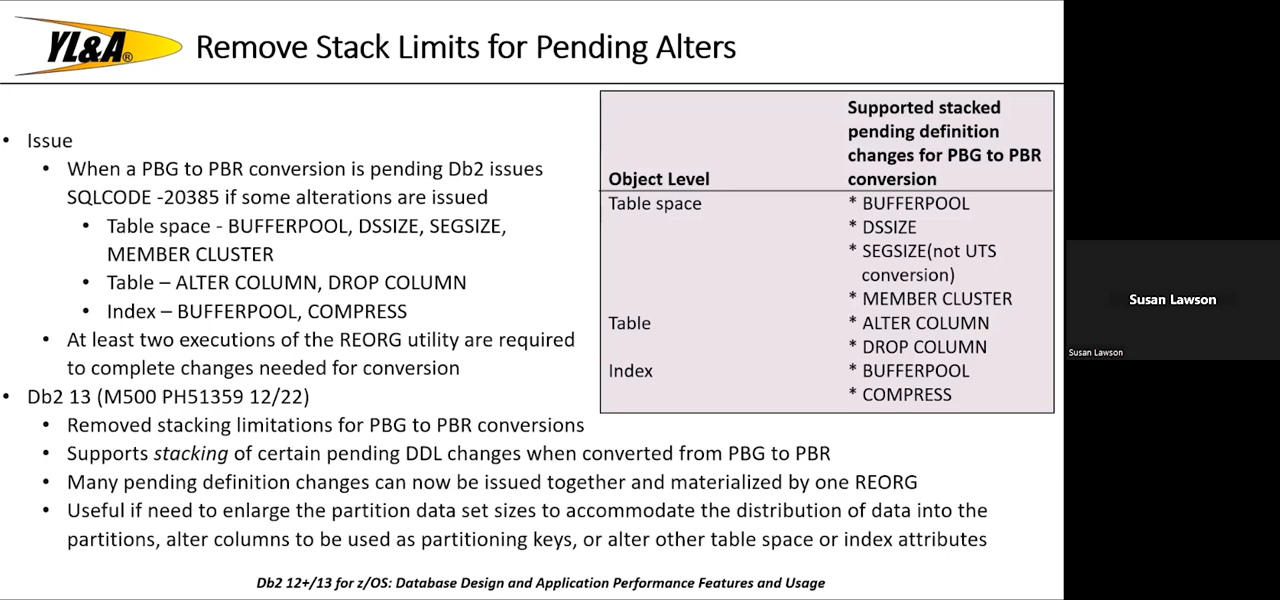 YL&A®
Remove Stack Limits for Pending Alters
• Issue
• When a PBG to PBR conversion is pending Db2 issues
SQLCODE -20385 if some alterations are issued
• Table space - BUFFERPOOL, DSSIZE, SEGSIZE,
MEMBER CLUSTER
• Table – ALTER COLUMN, DROP COLUMN
• Index – BUFFERPOOL, COMPRESS
• At least two executions of the REORG utility are required
to complete changes needed for conversion
• Db2 13 (M500 PH51359 12/22)
• Removed stacking limitations for PBG to PBR conversions
• Supports stacking of certain pending DDL changes when converted from PBG to PBR
• Many pending definition changes can now be issued together and materialized by one REORG
• Useful if need to enlarge the partition data set sizes to accommodate the distribution of data into the
partitions, alter columns to be used as partitioning keys, or alter other table space or index attributes
Supported stacked
pending definition
changes for PBG to PBR
Object Level conversion
Table space * BUFFERPOOL
* DSSIZE
* SEGSIZE(not UTS
conversion)
* MEMBER CLUSTER
Table * ALTER COLUMN
* DROP COLUMN
Index * BUFFERPOOL
* COMPRESS
Db2 12+/13 for z/OS: Database Design and Application Performance Features and Usage
Susan Lawson
Susan Lawson